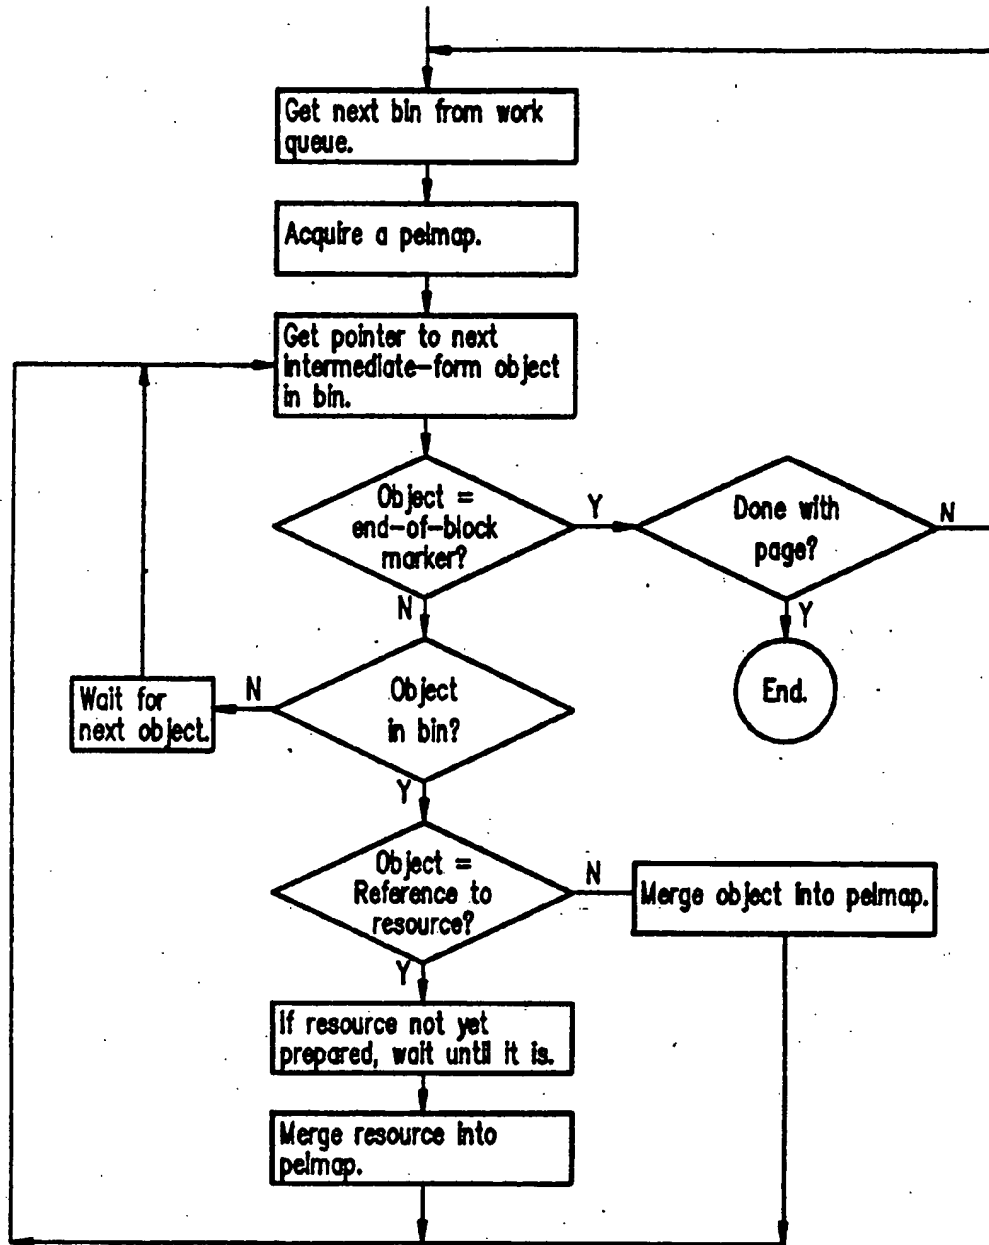 Get next bin from work
queue.
Acquire a pelmap.
Get pointer to next
intermediate-form object
in bin.
Object =
end-of-block
marker?
Y
Done with
page?
N
N
Y
Object
in bin?
N
Wait for
next object.
End.
Y
Object =
Reference to
resource?
N
Merge object into pelmap.
Y
If resource not yet
prepared, wait until it is.
Merge resource into
pelmap.